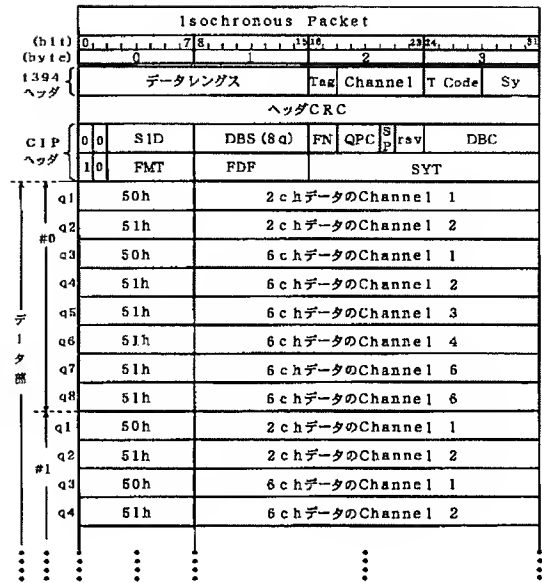 Isochronous Packet
(bit) 0 7 8 15 16 23 24 31
(byte) 0 1 2 3
1394ヘッダ データレングス Tag Channel T Code Sy
ヘッダCRC
CIPヘッダ 0 0 SID DBS (8q) FN QPC SP rsv DBC
1 0 FMT FDF SYT
データ部 #0 q1 50h 2chデータのChannel 1
q2 51h 2chデータのChannel 2
q3 50h 6chデータのChannel 1
q4 51h 6chデータのChannel 2
q5 51h 6chデータのChannel 3
q6 51h 6chデータのChannel 4
q7 51h 6chデータのChannel 5
q8 51h 6chデータのChannel 6
#1 q1 50h 2chデータのChannel 1
q2 51h 2chデータのChannel 2
q3 50h 6chデータのChannel 1
q4 51h 6chデータのChannel 2